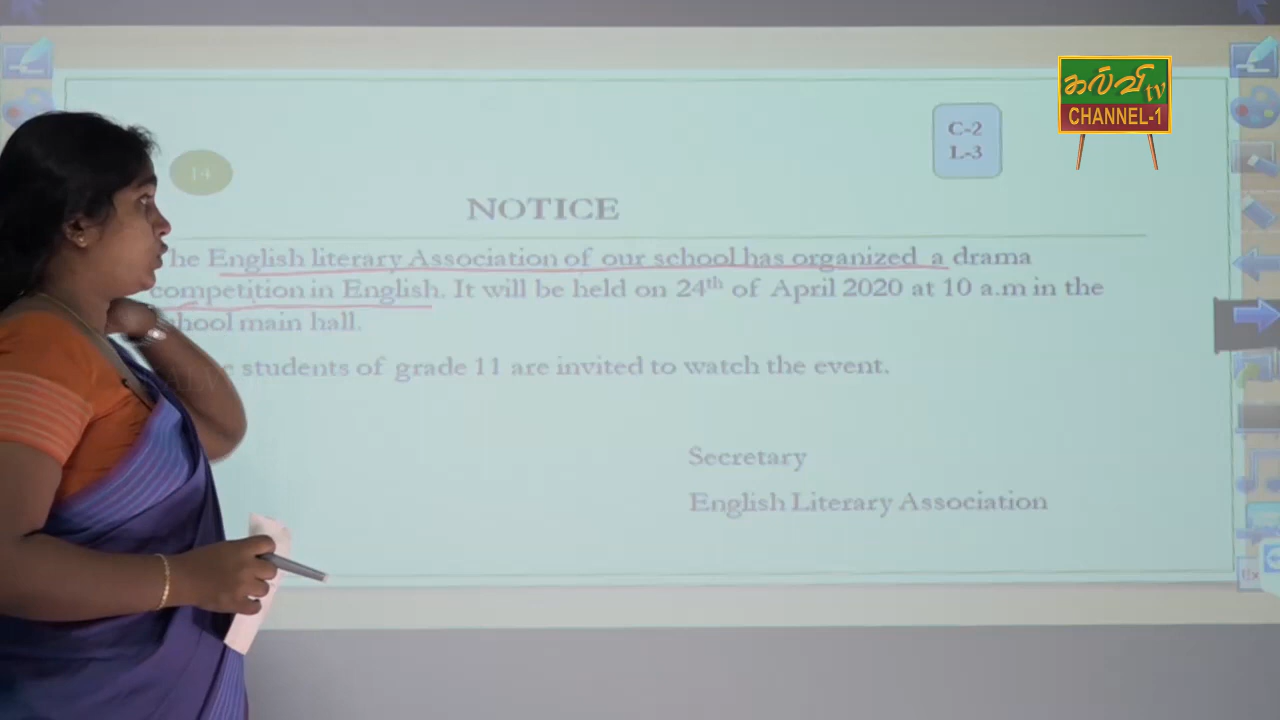 கல்வி tv
CHANNEL-1
C-2
L-3
14
NOTICE
he English literary Association of our school has organized a drama
competition in English. It will be held on 24th of April 2020 at 10 a.m in the
hool main hall.
students of grade 11 are invited to watch the event.
Secretary
English Literary Association